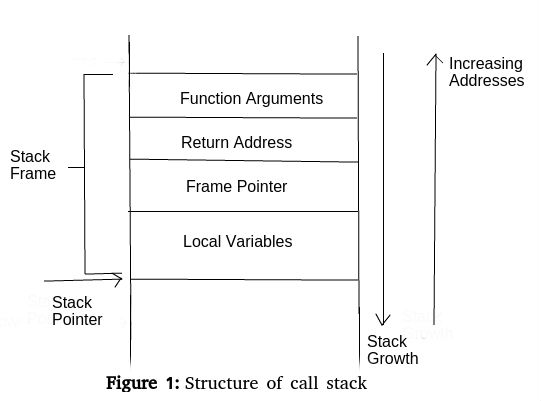 Increasing
Addresses
Function Arguments
Return Address
Stack
Frame
Frame Pointer
Local Variables
Stack
Pointer
Stack
Growth
Figure 1: Structure of call stack